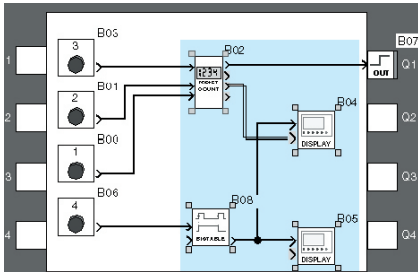 B03
3
B02
B07
1
1234
PRESET
COUNT
Q1
OUT
2
B01
B04
2
Q2
DISPLAY
B00
1
3
Q3
B06
4
B08
B05
4
BISTABLE
DISPLAY
Q4